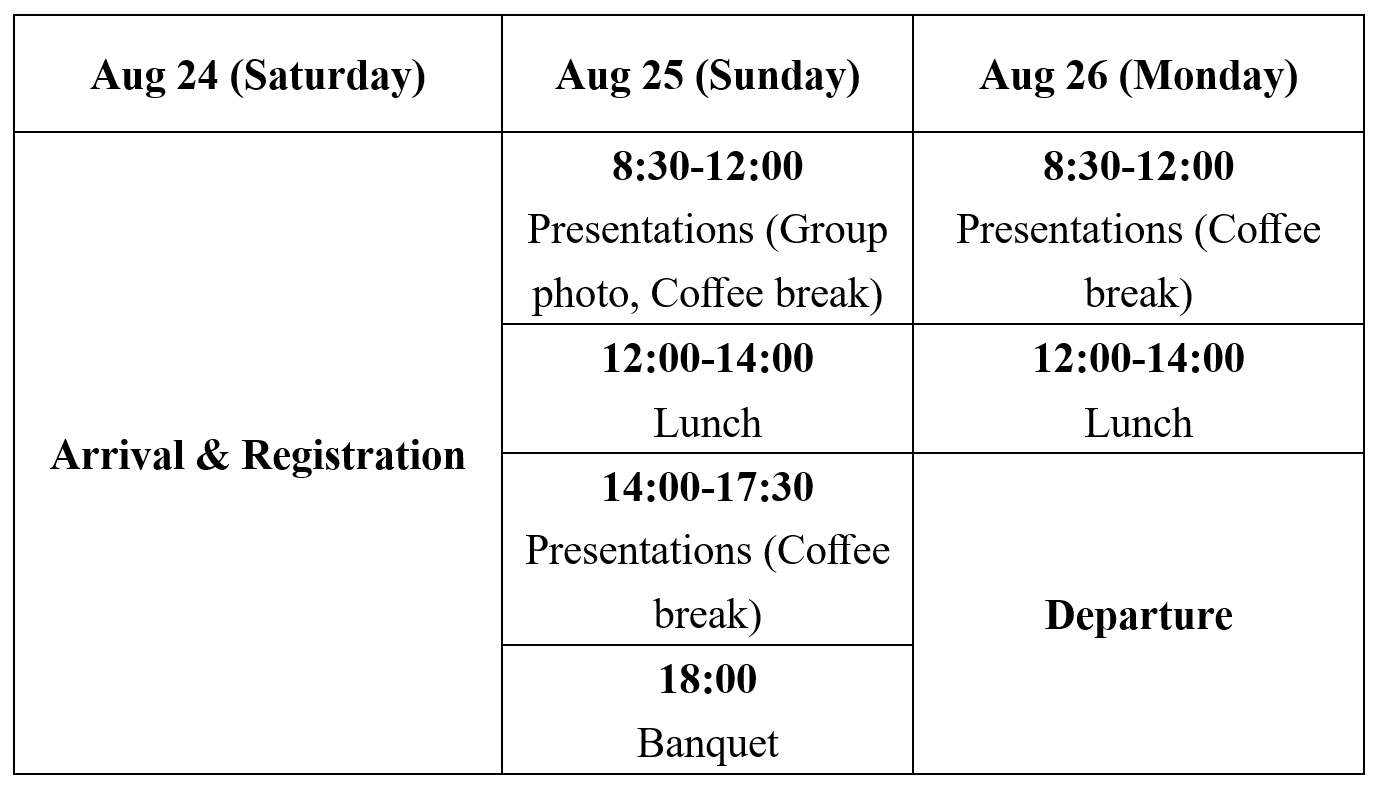 Aug 24 (Saturday)
Aug 25 (Sunday)
Aug 26 (Monday)
Arrival & Registration
8:30-12:00
Presentations (Group
photo, Coffee break)
12:00-14:00
Lunch
14:00-17:30
Presentations (Coffee
break)
18:00
Banquet
8:30-12:00
Presentations (Coffee
break)
12:00-14:00
Lunch
Departure